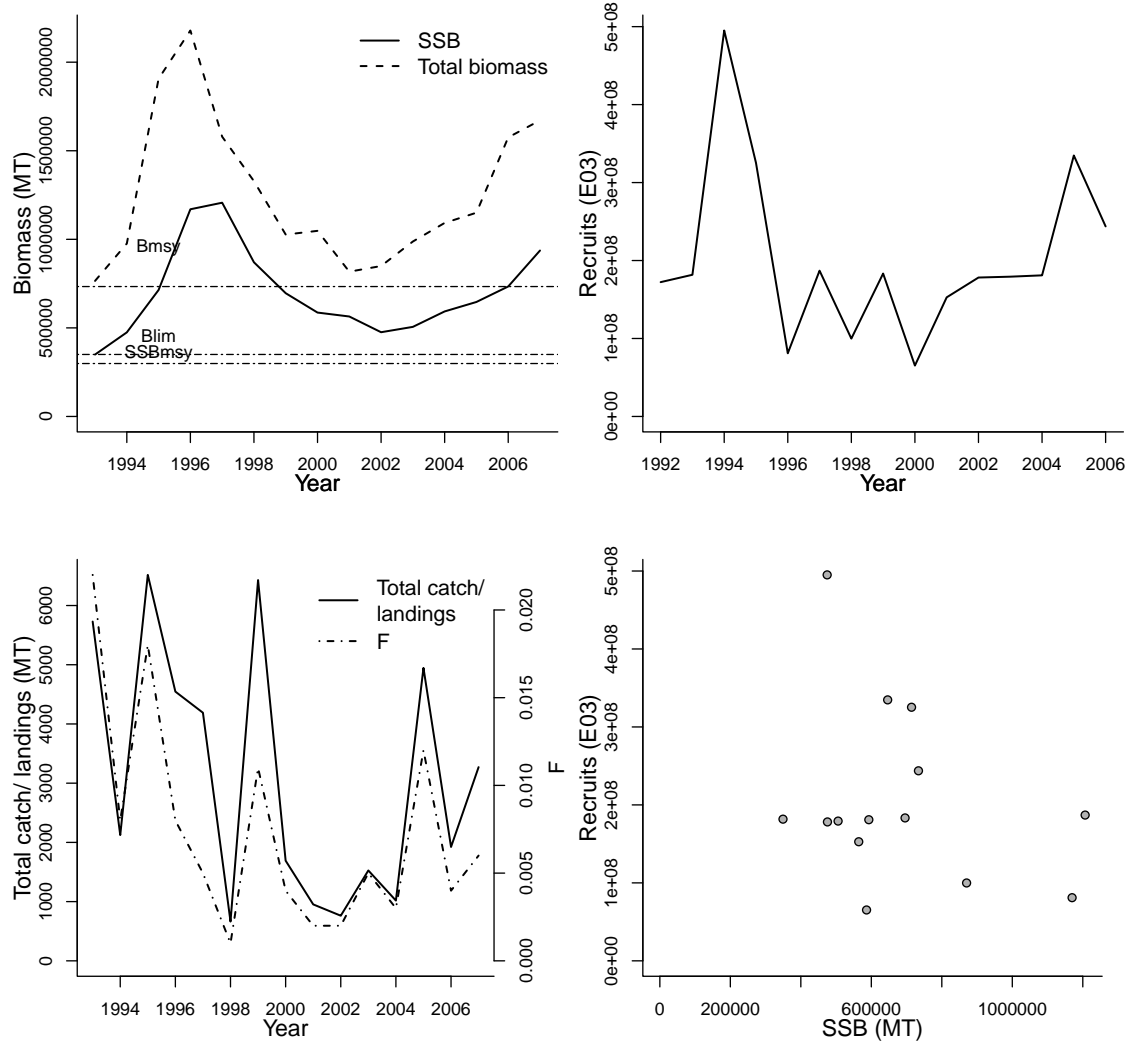 SSB
Total biomass
Biomass (MT)
2000000
1500000
1000000
500000
0
Bmsy
Blim
SSBmsy
1994 1996 1998 2000 2002 2004 2006
Year
Recruits (E03)
5e+08
4e+08
3e+08
2e+08
1e+08
0e+00
1992 1994 1996 1998 2000 2002 2004 2006
Year
Total catch/
landings
F
Total catch/ landings (MT)
6000
5000
4000
3000
2000
1000
0
0.020
0.015
0.010
0.005
0.000
F
1994 1996 1998 2000 2002 2004 2006
Year
Recruits (E03)
5e+08
4e+08
3e+08
2e+08
1e+08
0e+00
0 200000 600000 1000000
SSB (MT)